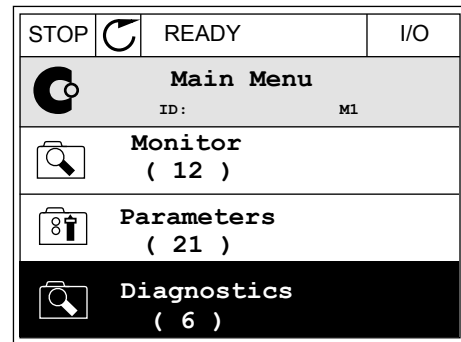 STOP READY I/O
Main Menu
ID: M1
Monitor
( 12 )
Parameters
( 21 )
Diagnostics
( 6 )